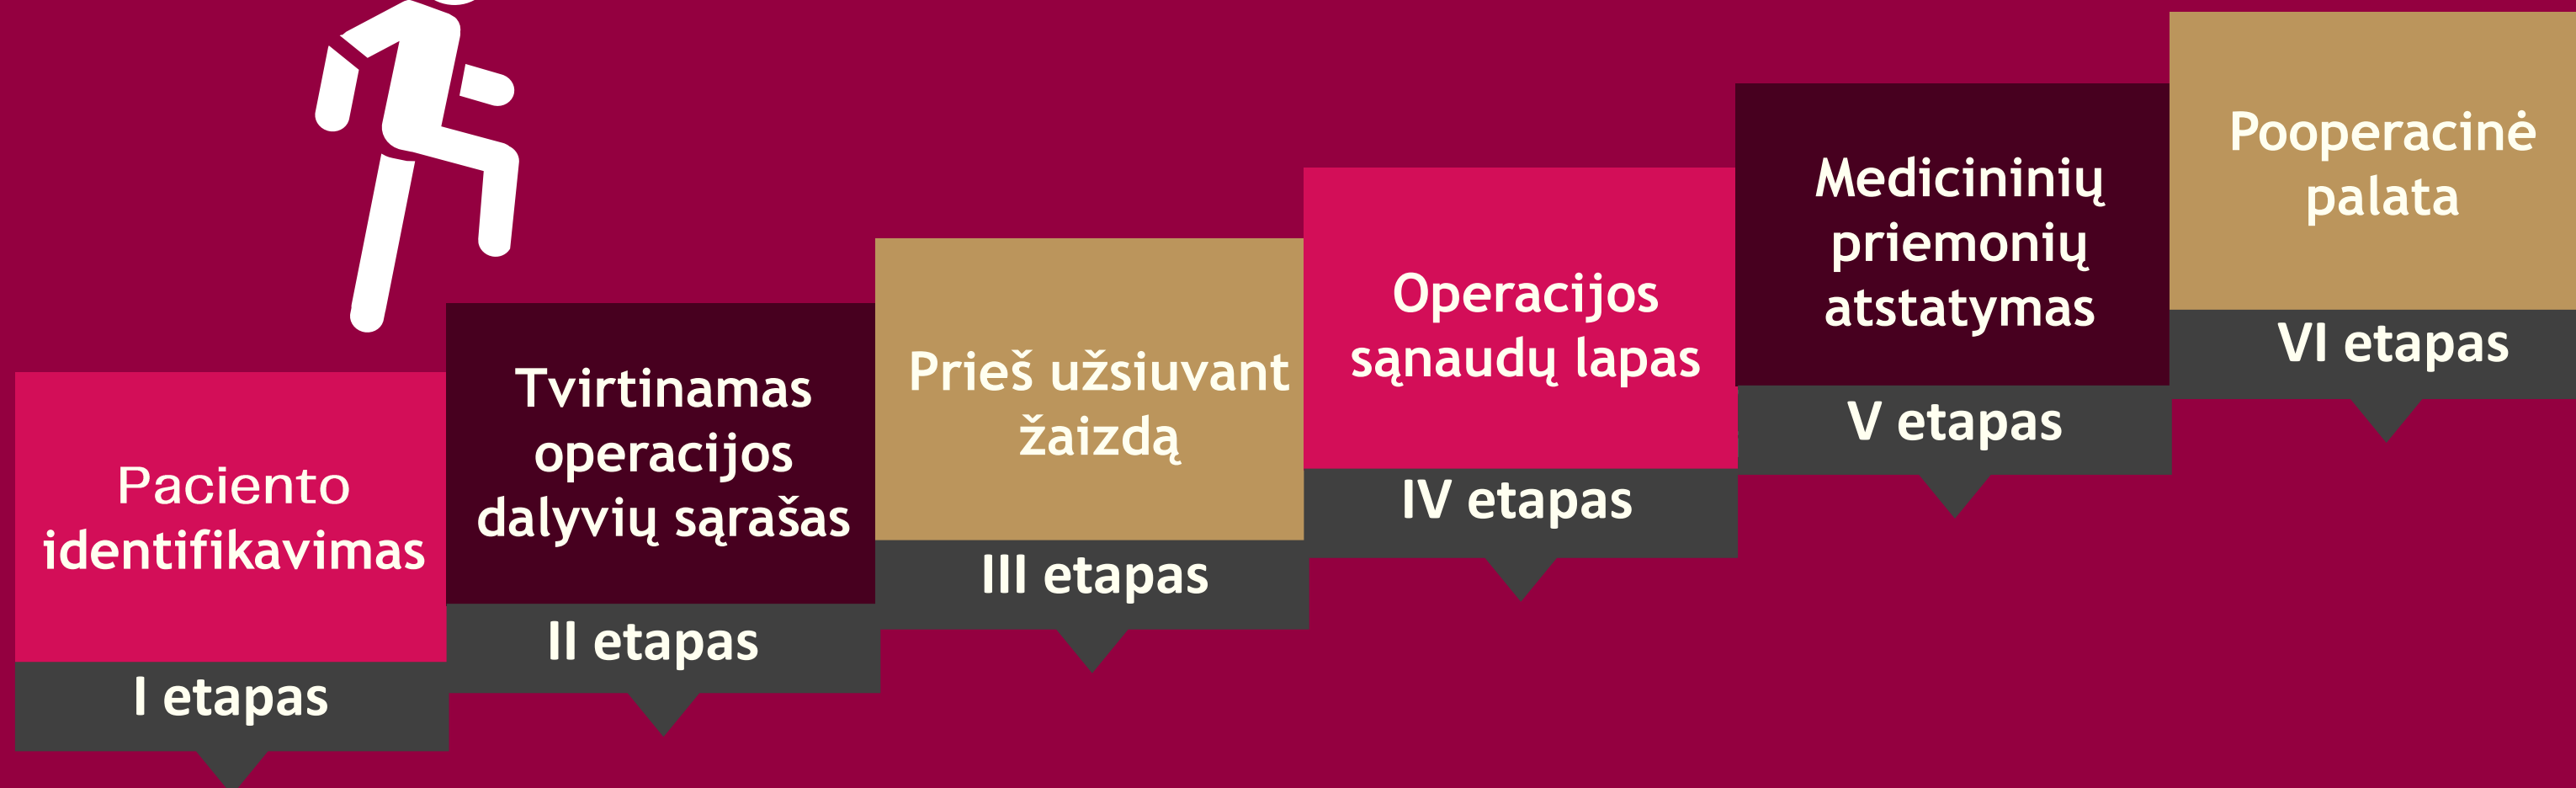 Paciento
identifikavimas
I etapas
Tvirtinamas
operacijos
dalyvių sąrašas
II etapas
Prieš užsiuvant
žaizdą
III etapas
Operacijos
sąnaudų lapas
IV etapas
Medicininių
priemonių
atstatymas
V etapas
Pooperacinė
palata
VI etapas